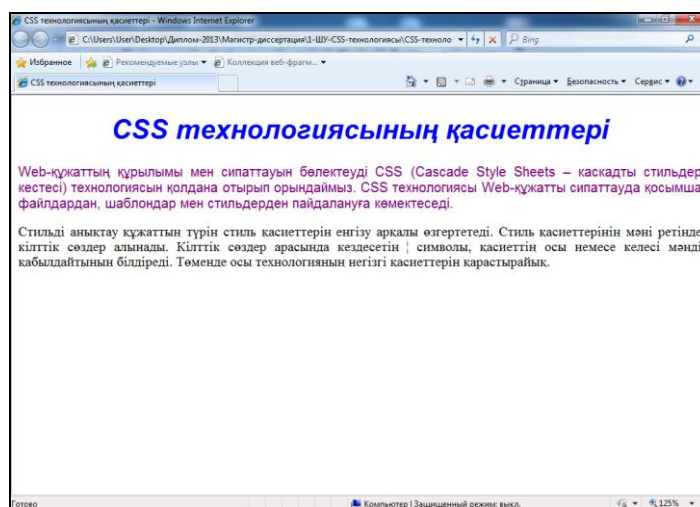 CSS технологиясының қасиеттері - Windows Internet Explorer
C:\Users\User\Desktop\Диплом-2013\Магистр-диссертация\1-ШУ-CSS-технологиясы\CSS-техноло
Bing
Избранное Рекомендуемые узлы Коллекция веб-фрагм...
CSS технологиясының қасиеттері Страница Безопасность Сервис
CSS технологиясының қасиеттері
Web-құжаттың құрылымы мен сипаттауын бөлектеуді CSS (Cascade Style Sheets – каскадты стильдер
кестесі) технологиясын қолдана отырып орындаймыз. CSS технологиясы Web-құжатты сипаттауда қосымша
файлдардан, шаблондар мен стильдерден пайдалануға көмектеседі.
Стильді анықтау құжаттын түрін стиль касиеттерін енгізу арқалы өзгертетеді. Стиль қасиеттерінің мәні ретінде
кілттік сөздер алынады. Кілттік сөздер арасында кездесетін ¦ символы, қасиеттін осы немесе келесі мәнді
қабылдайтынын білдіреді. Төменде осы технологияның негізгі қасиеттерін қарастырайық.
Готово Компьютер | Защищенный режим: выкл. 125%